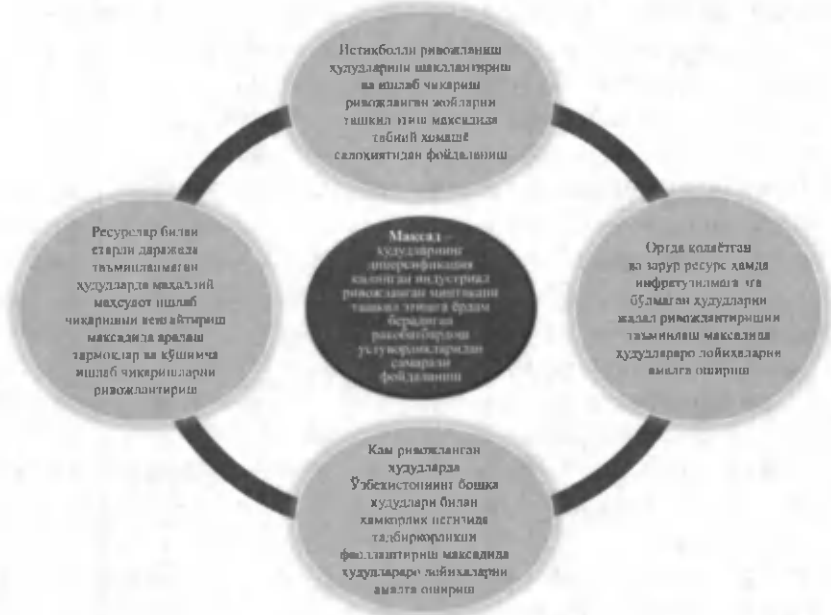 Истиқболли ривожланиш
ҳудудларини шакллантириш
ва ишлаб чиқариш
ривожланган жойларни
ташкил этиш мақсадида
табиий хомашё
салоҳиятидан фойдаланиш
Ресурслар билан
етарли даражада
таъминланмаган
ҳудудларда маҳаллий
маҳсулот ишлаб
чиқаришни кенгайтириш
мақсадида аралаш
тармоқлар ва қўшимча
ишлаб чиқаришларни
ривожлантириш
Мақсад –
ҳудудларнинг
диверсификация
қилинган индустриал
ривожланган минтақани
ташкил этишга ёрдам
берадиган
рақобатбардош
устуворликларидан
самарали
фойдаланиш
Ортда қолаётган
ва зарур ресурс ҳамда
инфратузилмага эга
бўлмаган ҳудудларни
жадал ривожлантиришни
таъминлаш мақсадида
ҳудудлараро лойиҳаларни
амалга ошириш
Кам ривожланган
ҳудудларда
Ўзбекистоннинг бошқа
ҳудудлари билан
ҳамкорлик негизида
тадбиркорликни
фаоллаштириш мақсадида
ҳудудлараро лойиҳаларни
амалга ошириш